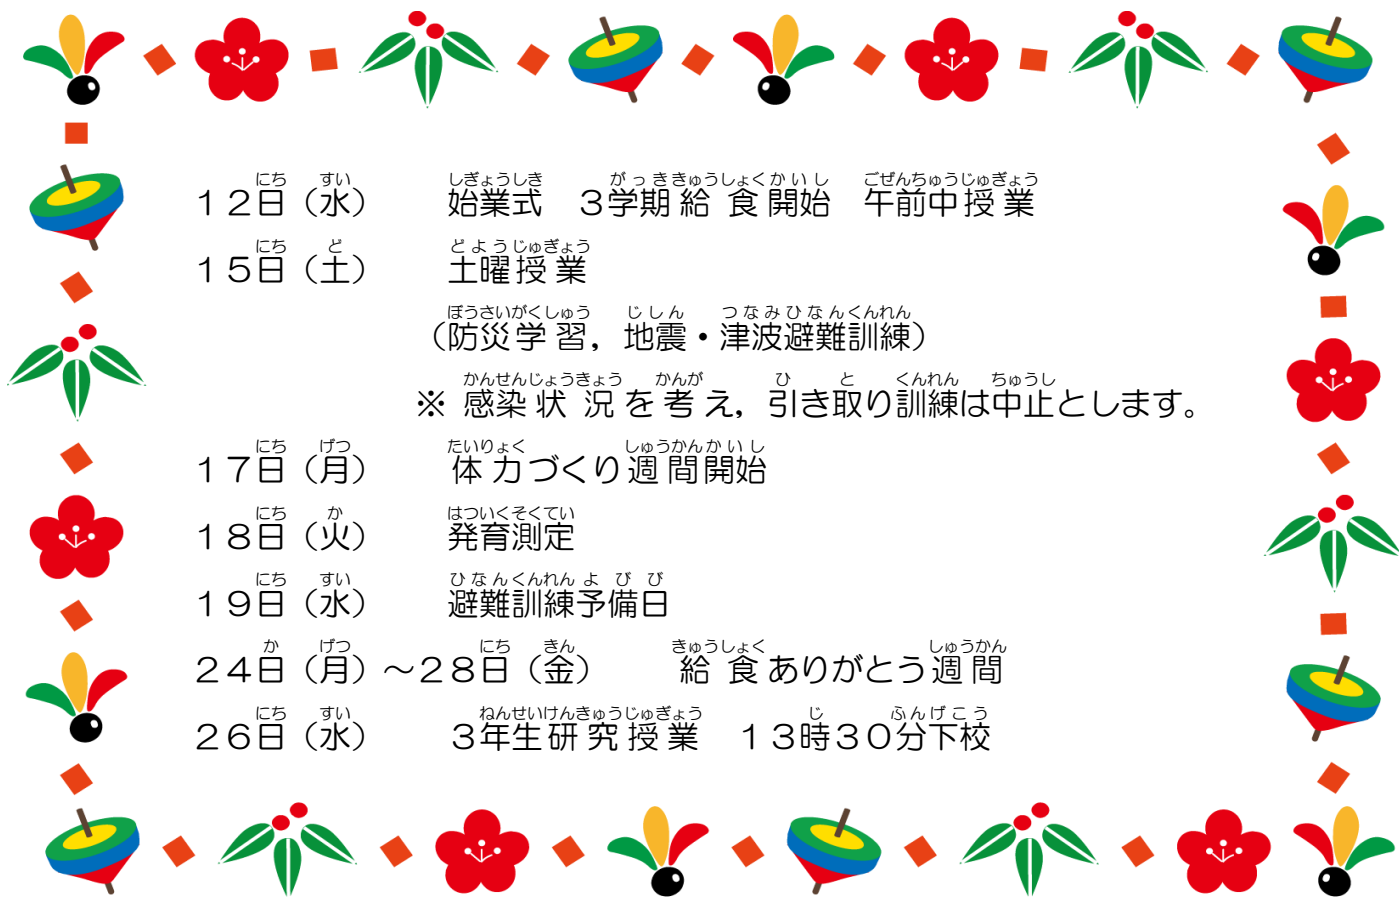 １２日（水）　始業式　３学期給食開始　午前中授業
１５日（土）　土曜授業
（防災学習，地震・津波避難訓練）
※ 感染状況を考え，引き取り訓練は中止とします。
１７日（月）　体力づくり週間開始
１８日（火）　発育測定
１９日（水）　避難訓練予備日
２４日（月）～２８日（金）　給食ありがとう週間
２６日（水）　３年生研究授業　１３時３０分下校